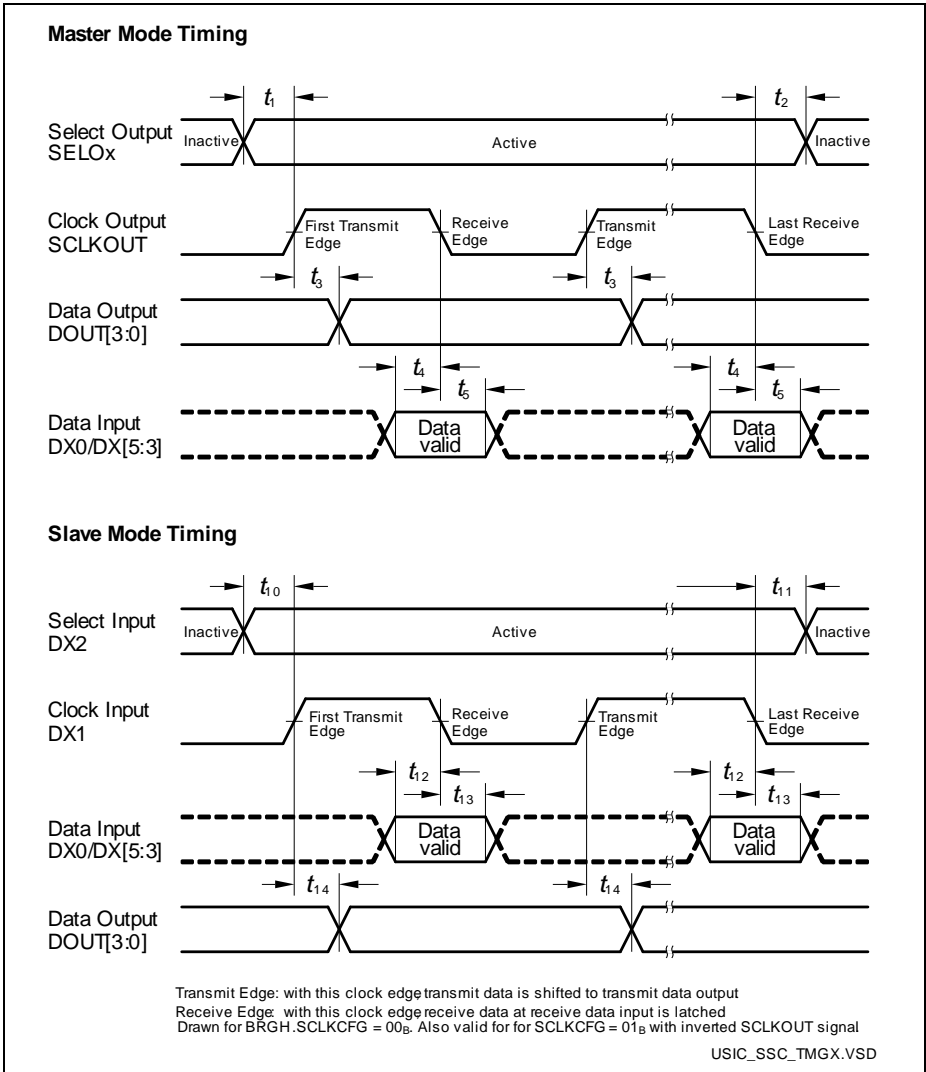 Master Mode Timing
t1
t2
Select Output
SELOx
Inactive
Active
Inactive
Clock Output
SCLKOUT
First Transmit
Edge
Receive
Edge
Transmit
Edge
Last Receive
Edge
t3
t3
Data Output
DOUT[3:0]
t4
t5
t4
t5
Data Input
DX0/DX[5:3]
Data
valid
Data
valid
Slave Mode Timing
t10
t11
Select Input
DX2
Inactive
Active
Inactive
Clock Input
DX1
First Transmit
Edge
Receive
Edge
Transmit
Edge
Last Receive
Edge
t12
t13
t12
t13
Data Input
DX0/DX[5:3]
Data
valid
Data
valid
t14
t14
Data Output
DOUT[3:0]
Transmit Edge: with this clock edge, transmit data is shifted to transmit data output
Receive Edge: with this clock edge, receive data at receive data input is latched
Drawn for BRGH.SCLKCFG = 00B. Also valid for for SCLKCFG = 01B with inverted SCLKOUT signal.
USIC_SSC_TMGX.VSD